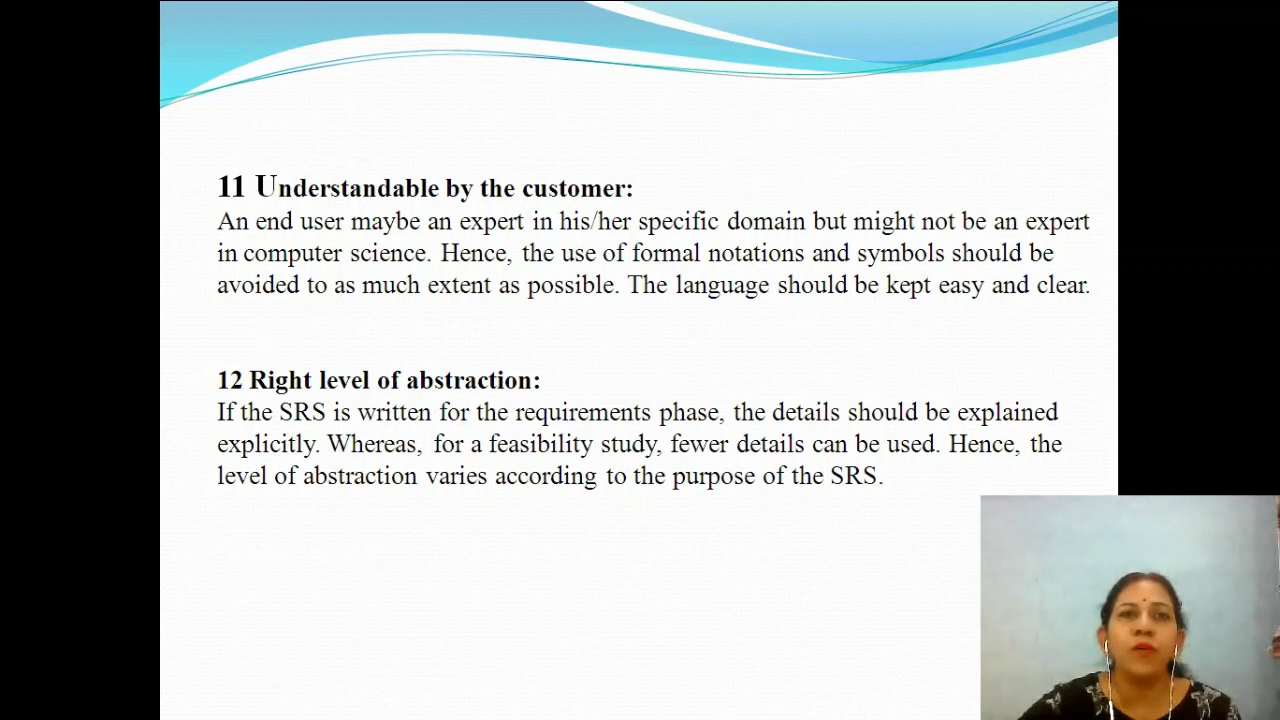 11 Understandable by the customer:
An end user maybe an expert in his/her specific domain but might not be an expert
in computer science. Hence, the use of formal notations and symbols should be
avoided to as much extent as possible. The language should be kept easy and clear.
12 Right level of abstraction:
If the SRS is written for the requirements phase, the details should be explained
explicitly. Whereas, for a feasibility study, fewer details can be used. Hence, the
level of abstraction varies according to the purpose of the SRS.